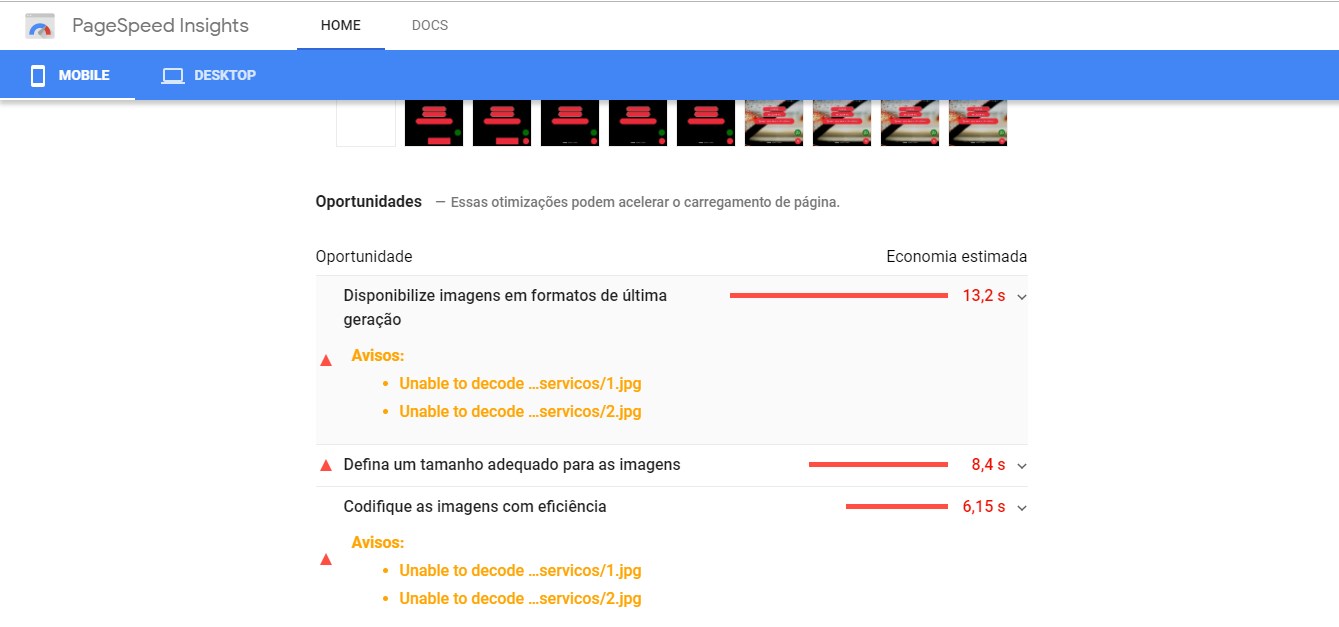 PageSpeed Insights HOME DOCS
MOBILE DESKTOP
Oportunidades — Essas otimizações podem acelerar o carregamento de página.
Oportunidade Economia estimada
Disponibilize imagens em formatos de última 13,2 s
geração
Avisos:
• Unable to decode …servicos/1.jpg
• Unable to decode …servicos/2.jpg
Defina um tamanho adequado para as imagens 8,4 s
Codifique as imagens com eficiência 6,15 s
Avisos:
• Unable to decode …servicos/1.jpg
• Unable to decode …servicos/2.jpg